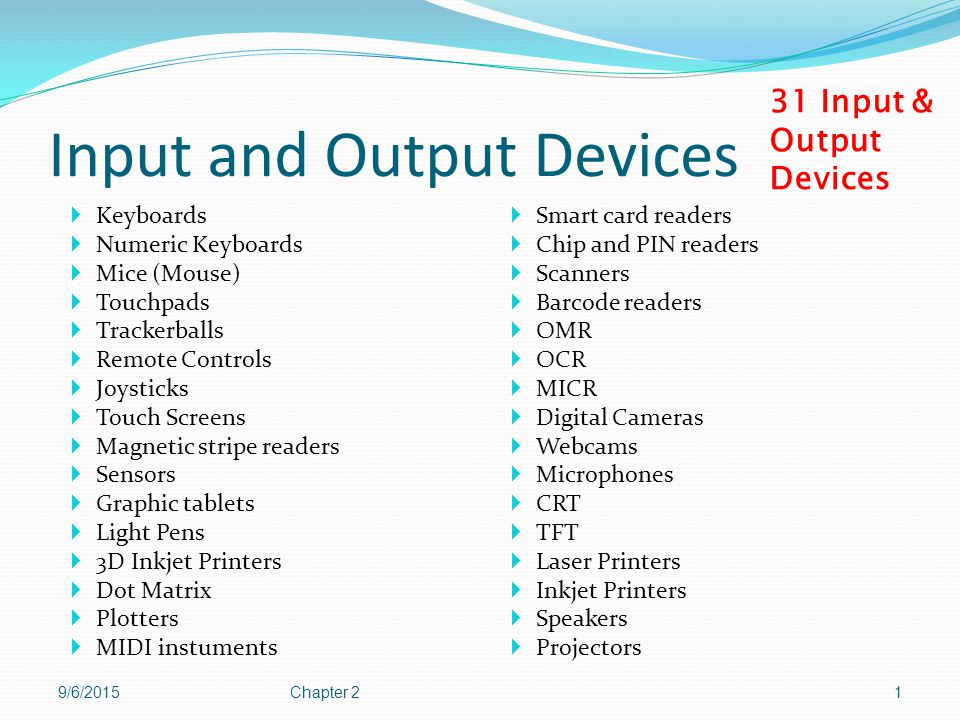 31 Input &
Output
Devices
Input and Output Devices
Keyboards
Numeric Keyboards
Mice (Mouse)
Touchpads
Trackerballs
Remote Controls
Joysticks
Touch Screens
Magnetic stripe readers
Sensors
Graphic tablets
Light Pens
3D Inkjet Printers
Dot Matrix
Plotters
MIDI instuments
Smart card readers
Chip and PIN readers
Scanners
Barcode readers
OMR
OCR
MICR
Digital Cameras
Webcams
Microphones
CRT
TFT
Laser Printers
Inkjet Printers
Speakers
Projectors
9/6/2015 Chapter 2 1